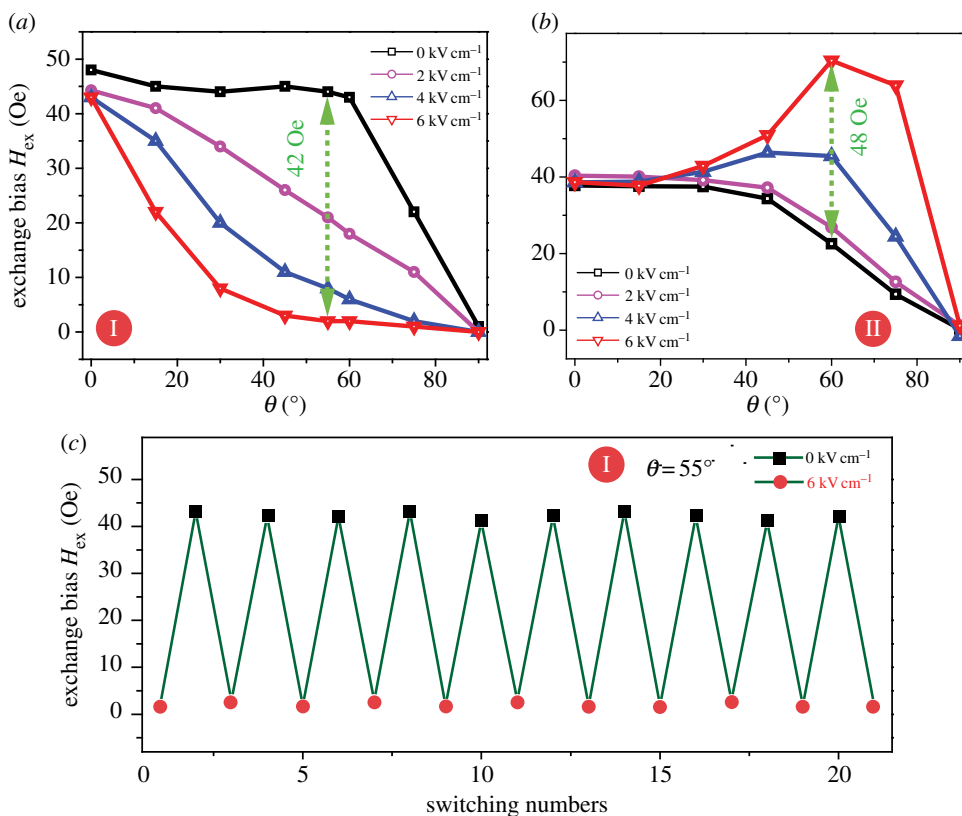 (a)
50
40
30
20
10
0
exchange bias Hex (Oe)
0 kV cm−1
2 kV cm−1
4 kV cm−1
6 kV cm−1
42 Oe
I
0 20 40 60 80
θ (°)
(b)
60
40
20
0
48 Oe
0 kV cm−1
2 kV cm−1
4 kV cm−1
6 kV cm−1
II
0 20 40 60 80
θ (°)
(c)
50
40
30
20
10
0
exchange bias Hex (Oe)
I θ = 55°
0 kV cm−1
6 kV cm−1
0 5 10 15 20
switching numbers